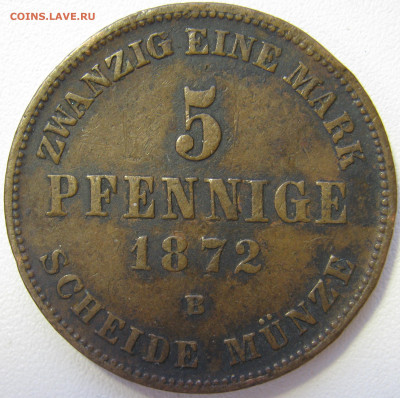 COINS.LAVE.RU
ZWANZIG EINE MARK
5
PFENNIGE
1872
B
SCHEIDE MÜNZE